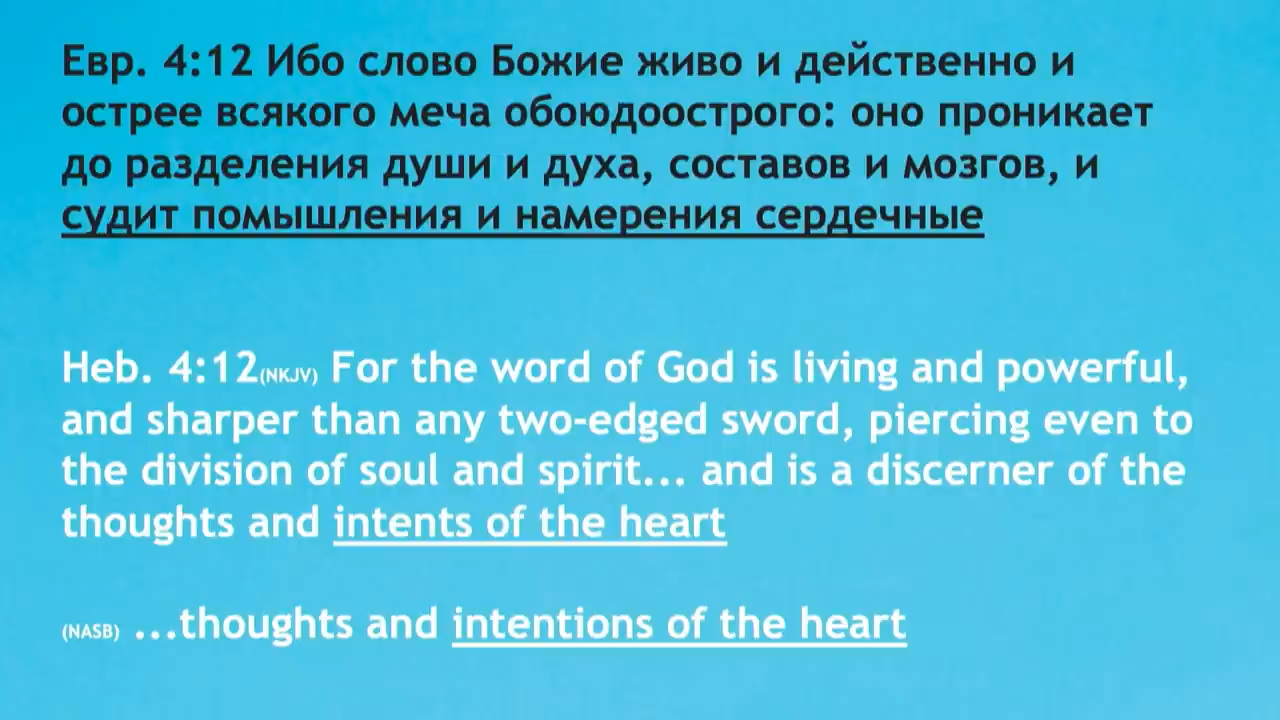 Евр. 4:12 Ибо слово Божие живо и действенно и
острее всякого меча обоюдоострого: оно проникает
до разделения души и духа, составов и мозгов, и
судит помышления и намерения сердечные
Heb. 4:12(NKJV) For the word of God is living and powerful,
and sharper than any two-edged sword, piercing even to
the division of soul and spirit... and is a discerner of the
thoughts and intents of the heart
(NASB) ...thoughts and intentions of the heart